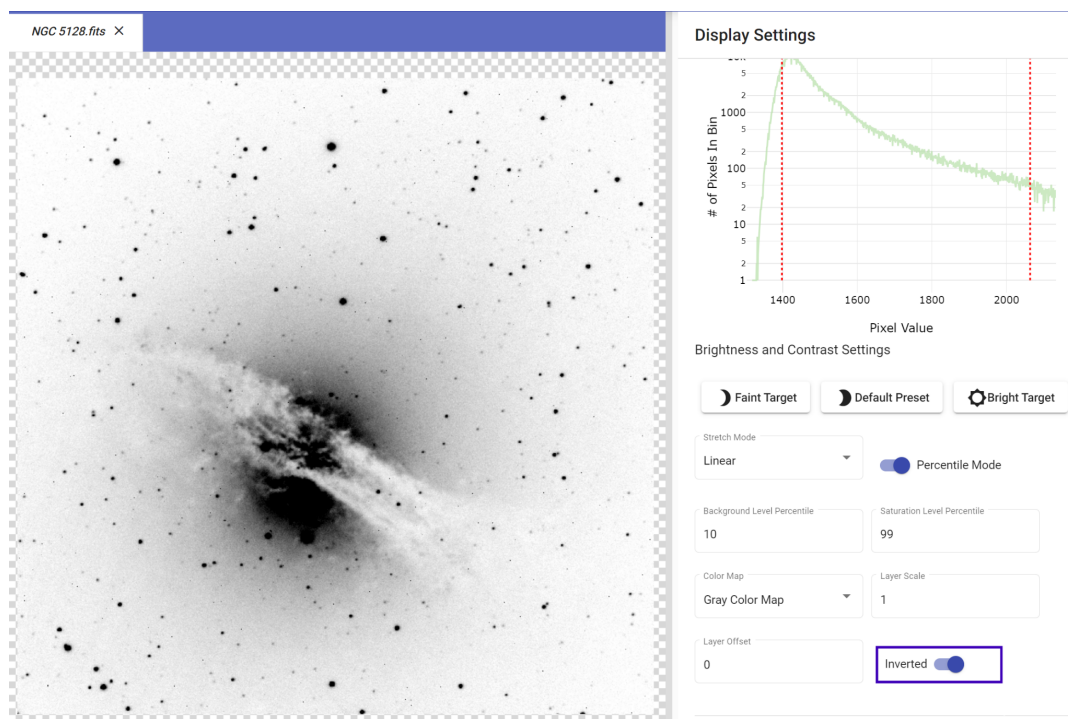 NGC 5128.fits ×
Display Settings
5
2
1000
5
2
100
5
2
10
5
2
1
# of Pixels In Bin
1400 1600 1800 2000
Pixel Value
Brightness and Contrast Settings
Faint Target Default Preset Bright Target
Stretch Mode
Linear
Percentile Mode
Background Level Percentile Saturation Level Percentile
10 99
Color Map Layer Scale
Gray Color Map 1
Layer Offset
0
Inverted